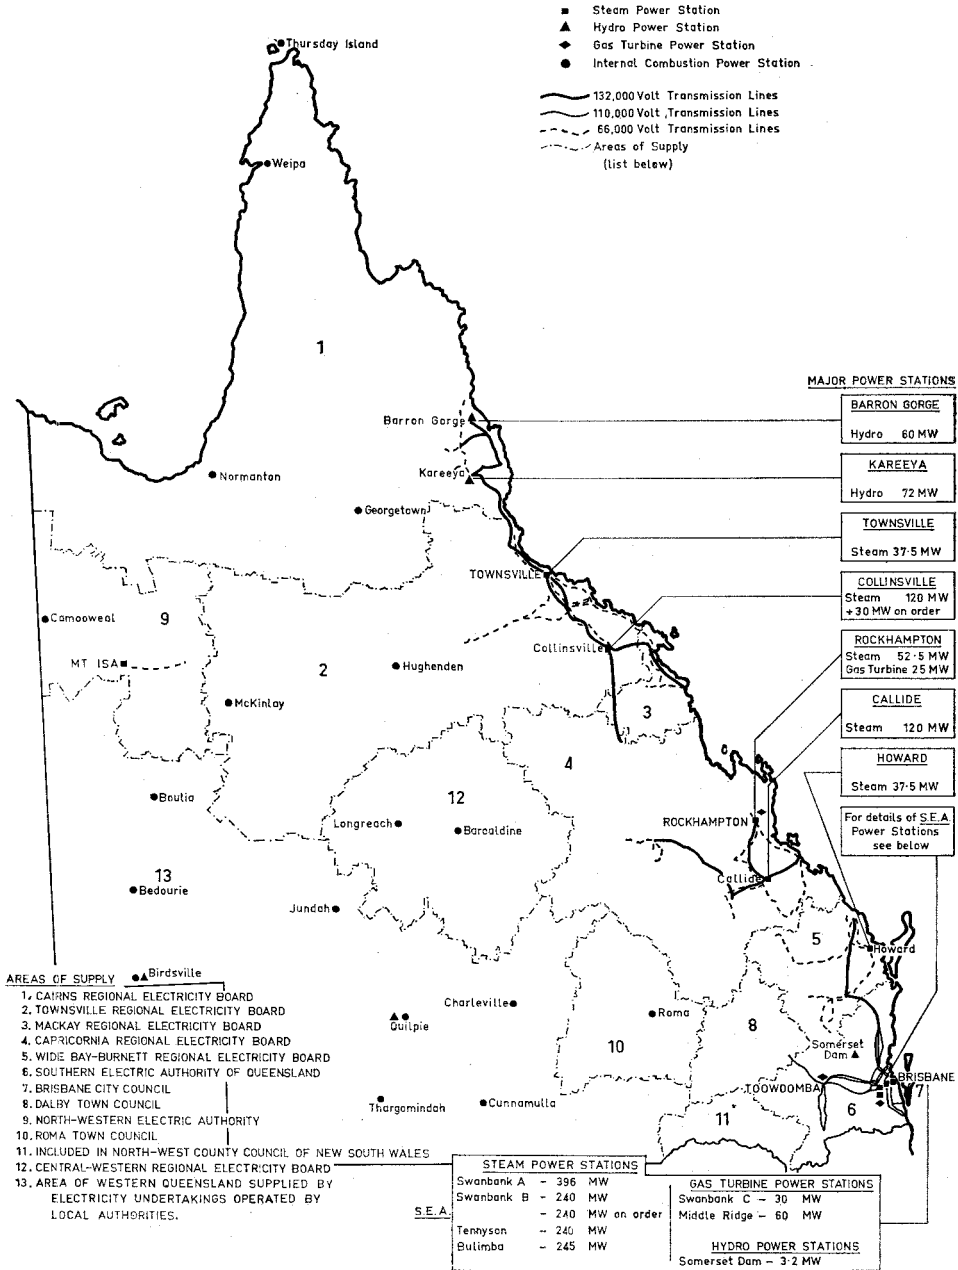 Steam Power Station
Hydro Power Station
Gas Turbine Power Station
Internal Combustion Power Station
132,000 Volt Transmission Lines
110,000 Volt Transmission Lines
66,000 Volt Transmission Lines
Areas of Supply
(list below)
Thursday Island
Weipa
1
MAJOR POWER STATIONS
Barron Gorge
BARRON GORGE
Hydro 60 MW
Kareeya
KAREEYA
Hydro 72 MW
Normanton
Georgetown
TOWNSVILLE
Steam 37·5 MW
TOWNSVILLE
COLLINSVILLE
Steam 120 MW
+30 MW on order
Camooweal
9
Collinsville
ROCKHAMPTON
Steam 52·5 MW
Gas Turbine 25 MW
MT ISA
2
Hughenden
McKinlay
3
CALLIDE
Steam 120 MW
4
HOWARD
Steam 37·5 MW
Boulia
12
Longreach
Barcaldine
ROCKHAMPTON
For details of S.E.A.
Power Stations
see below
13
Bedourie
Callide
Jundah
5
Howard
Birdsville
Charleville
Quilpie
Roma
10
8
Somerset
Dam
BRISBANE
7
TOOWOOMBA
6
Thargomindah
Cunnamulla
11*
AREAS OF SUPPLY
1. CAIRNS REGIONAL ELECTRICITY BOARD
2. TOWNSVILLE REGIONAL ELECTRICITY BOARD
3. MACKAY REGIONAL ELECTRICITY BOARD
4. CAPRICORNIA REGIONAL ELECTRICITY BOARD
5. WIDE BAY-BURNETT REGIONAL ELECTRICITY BOARD
6. SOUTHERN ELECTRIC AUTHORITY OF QUEENSLAND
7. BRISBANE CITY COUNCIL
8. DALBY TOWN COUNCIL
9. NORTH-WESTERN ELECTRIC AUTHORITY
10. ROMA TOWN COUNCIL
11. INCLUDED IN NORTH-WEST COUNTY COUNCIL OF NEW SOUTH WALES
12. CENTRAL-WESTERN REGIONAL ELECTRICITY BOARD
13. AREA OF WESTERN QUEENSLAND SUPPLIED BY
ELECTRICITY UNDERTAKINGS OPERATED BY
LOCAL AUTHORITIES.
S.E.A.
STEAM POWER STATIONS
Swanbank A - 396 MW
Swanbank B - 240 MW
- 240 MW on order
Tennyson - 240 MW
Bulimba - 245 MW
GAS TURBINE POWER STATIONS
Swanbank C - 30 MW
Middle Ridge - 60 MW
HYDRO POWER STATIONS
Somerset Dam - 3·2 MW